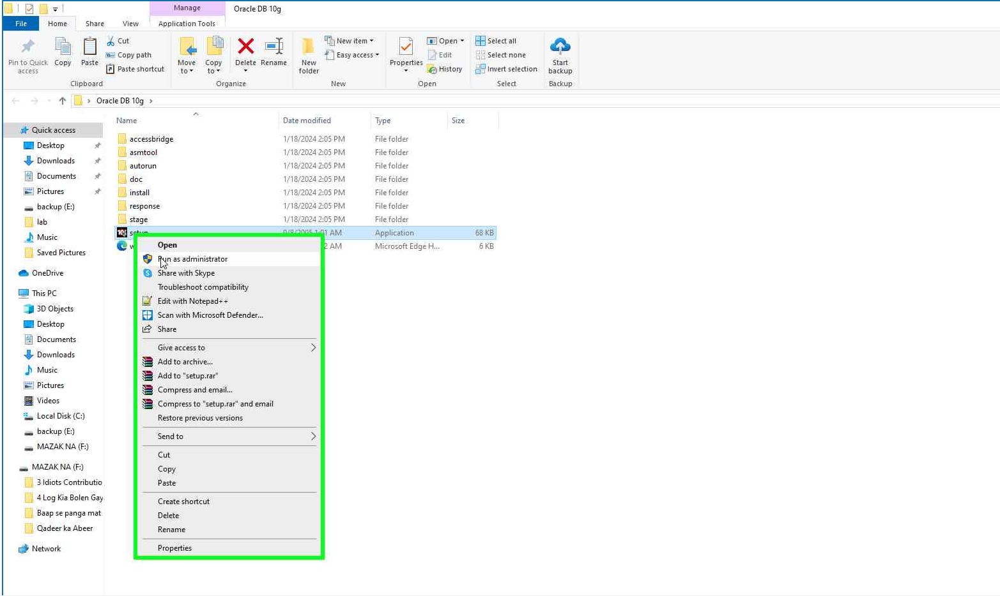 Manage
Oracle DB 10g
File
Home
Share
View
Application Tools
Pin to Quick access
Copy
Paste
Cut
Copy path
Paste shortcut
Clipboard
Move to
Copy to
Delete
Rename
Organize
New folder
New item
Easy access
New
Properties
Open
Edit
History
Open
Select all
Select none
Invert selection
Select
Start backup
Backup
Oracle DB 10g
Name
Date modified
Type
Size
Quick access
Desktop
Downloads
Documents
Pictures
backup (E:)
lab
Music
Saved Pictures
OneDrive
This PC
3D Objects
Desktop
Documents
Downloads
Music
Pictures
Videos
Local Disk (C:)
backup (E:)
MAZAK NA (F:)
MAZAK NA (F:)
3 Idiots Contributio
4 Log Kia Bolen Gay
Baap se panga mat
Qadeer ka Abeer
Network
accessbridge 1/18/2024 2:05 PM File folder
asmtool 1/18/2024 2:05 PM File folder
autorun 1/18/2024 2:05 PM File folder
doc 1/18/2024 2:05 PM File folder
install 1/18/2024 2:05 PM File folder
response 1/18/2024 2:05 PM File folder
stage 1/18/2024 2:05 PM File folder
setup 9/8/2005 1:01 AM Application 68 KB
2 AM Microsoft Edge H... 6 KB
Open
Run as administrator
Share with Skype
Troubleshoot compatibility
Edit with Notepad++
Scan with Microsoft Defender...
Share
Give access to
Add to archive...
Add to "setup.rar"
Compress and email...
Compress to "setup.rar" and email
Restore previous versions
Send to
Cut
Copy
Paste
Create shortcut
Delete
Rename
Properties